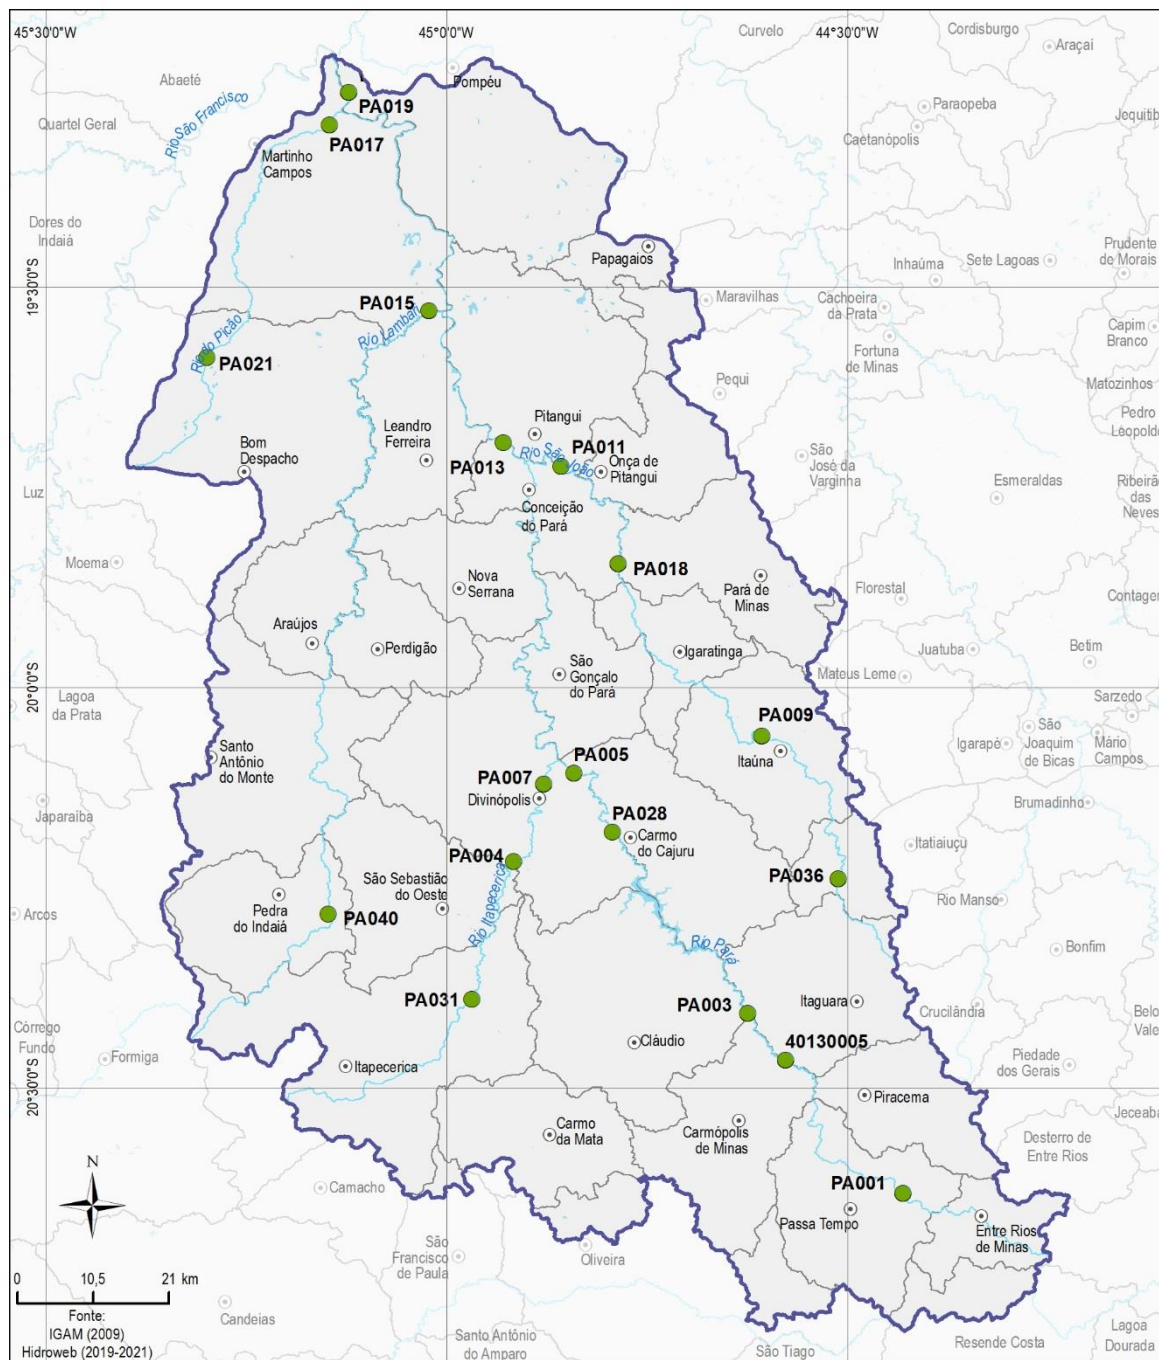 45°30'0"W
45°0'0"W
44°30'0"W
Curvelo
Cordisburgo
Araçaí
Abaeté
Pompéu
Rio São Francisco
PA019
Paraopeba
Quartel Geral
PA017
Caetanópolis
Jequitib
Martinho
Campos
Dores do
Indaiá
Papagaios
Prudente
de Morais
Inhaúma
Sete Lagoas
19°30'0"S
Maravilhas
Cachoeira
da Prata
PA015
Rio Lambari
Capim
Branco
Rio do Picão
Fortuna
de Minas
PA021
Matozinhos
Pequi
Pedro
Leopoldo
Leandro
Ferreira
Pitangui
Bom
Despacho
PA011
Rio São João
PA013
Onça de
Pitangui
São
José da
Varginha
Luz
Esmeraldas
Ribeirão
das
Neves
Conceição
do Pará
Moema
PA018
Nova
Serrana
Pará de
Minas
Florestal
Contagem
Araújos
Perdigão
Igaratinga
Juatuba
Betim
São
Gonçalo
do Pará
Mateus Leme
20°0'0"S
Lagoa
da Prata
Sarzedo
PA009
São
Joaquim
de Bicas
Igarapé
Mário
Campos
Santo
Antônio
do Monte
Itaúna
PA005
PA007
Divinópolis
Japaraíba
Brumadinho
PA028
Carmo
do Cajuru
Itatiaiuçu
PA004
São Sebastião
do Oeste
PA036
Rio Manso
Pedra
do Indaiá
PA040
Arcos
Rio Itapecerica
Rio Pará
Bonfim
PA031
Itaguara
PA003
Crucilândia
Belo
Vale
Córrego
Fundo
Formiga
Cláudio
40130005
Piedade
dos Gerais
Itapecerica
20°30'0"S
Piracema
Jeceaba
Carmo
da Mata
Carmópolis
de Minas
Desterro de
Entre Rios
N
Camacho
PA001
Passa Tempo
Entre Rios
de Minas
São
Francisco
de Paula
Oliveira
0 10,5 21 km
Fonte:
IGAM (2009)
Hidroweb (2019-2021)
Candeias
Santo Antônio
do Amparo
São Tiago
Resende Costa
Lagoa
Dourada